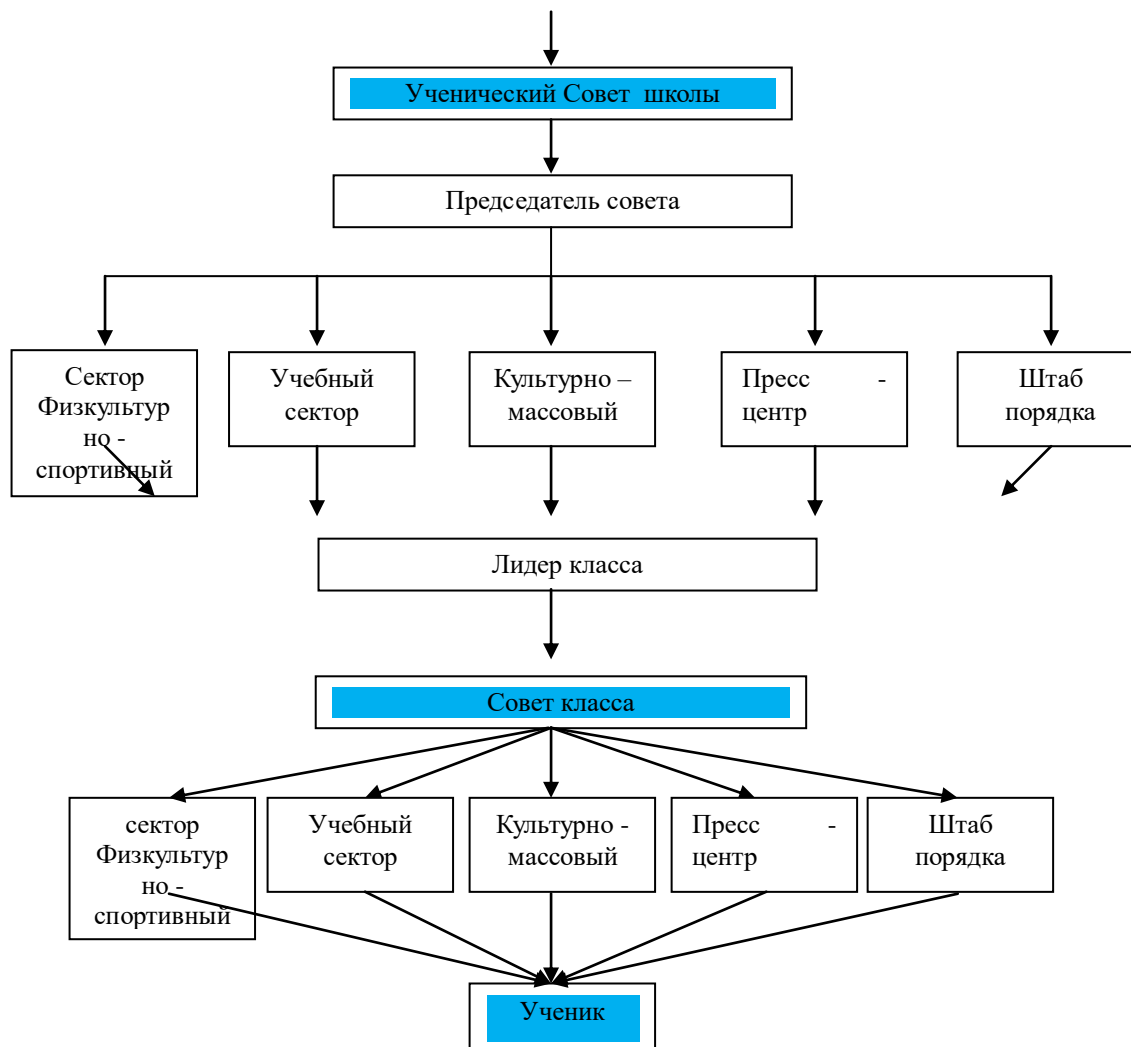 Ученический Совет школы
Председатель совета
Сектор
Физкультур
но -
спортивный
Учебный
сектор
Культурно –
массовый
Пресс -
центр
Штаб
порядка
Лидер класса
Совет класса
сектор
Физкультур
но -
спортивный
Учебный
сектор
Культурно -
массовый
Пресс -
центр
Штаб
порядка
Ученик